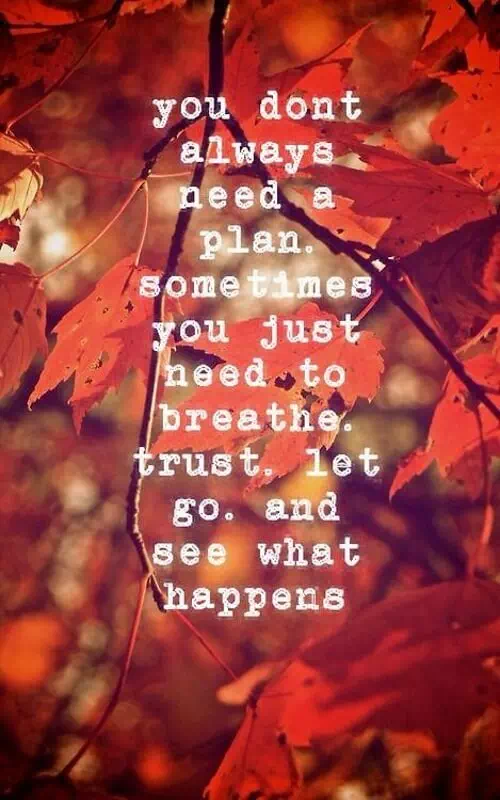 you dont
always
need a
plan.
sometimes
you just
need to
breathe.
trust. let
go. and
see what
happens